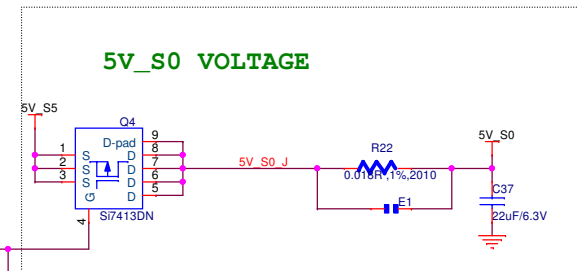 5V_S0 VOLTAGE
5V_S5
Q4
5V_S0
1
2
3
S
S
S
G
4
D-pad
D
D
D
D
9
8
7
6
5
Si7413DN
5V_S0_J
R22
0.018R ,1%,2010
E1
C37
22uF/6.3V